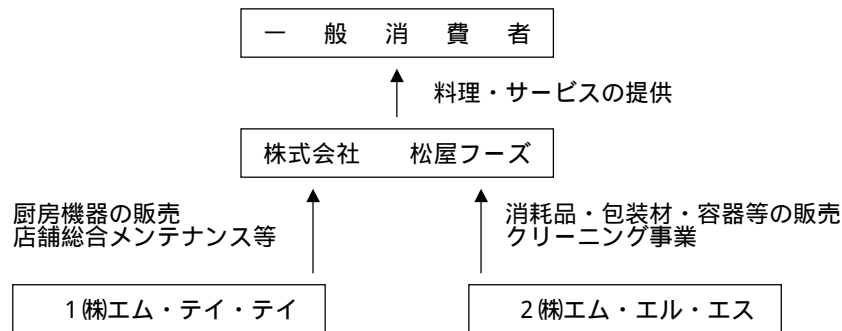 一般消費者
料理・サービスの提供
株式会社　松屋フーズ
厨房機器の販売
店舗総合メンテナンス等
消耗品・包装材・容器等の販売
クリーニング事業
1㈱エム・テイ・テイ
2㈱エム・エル・エス